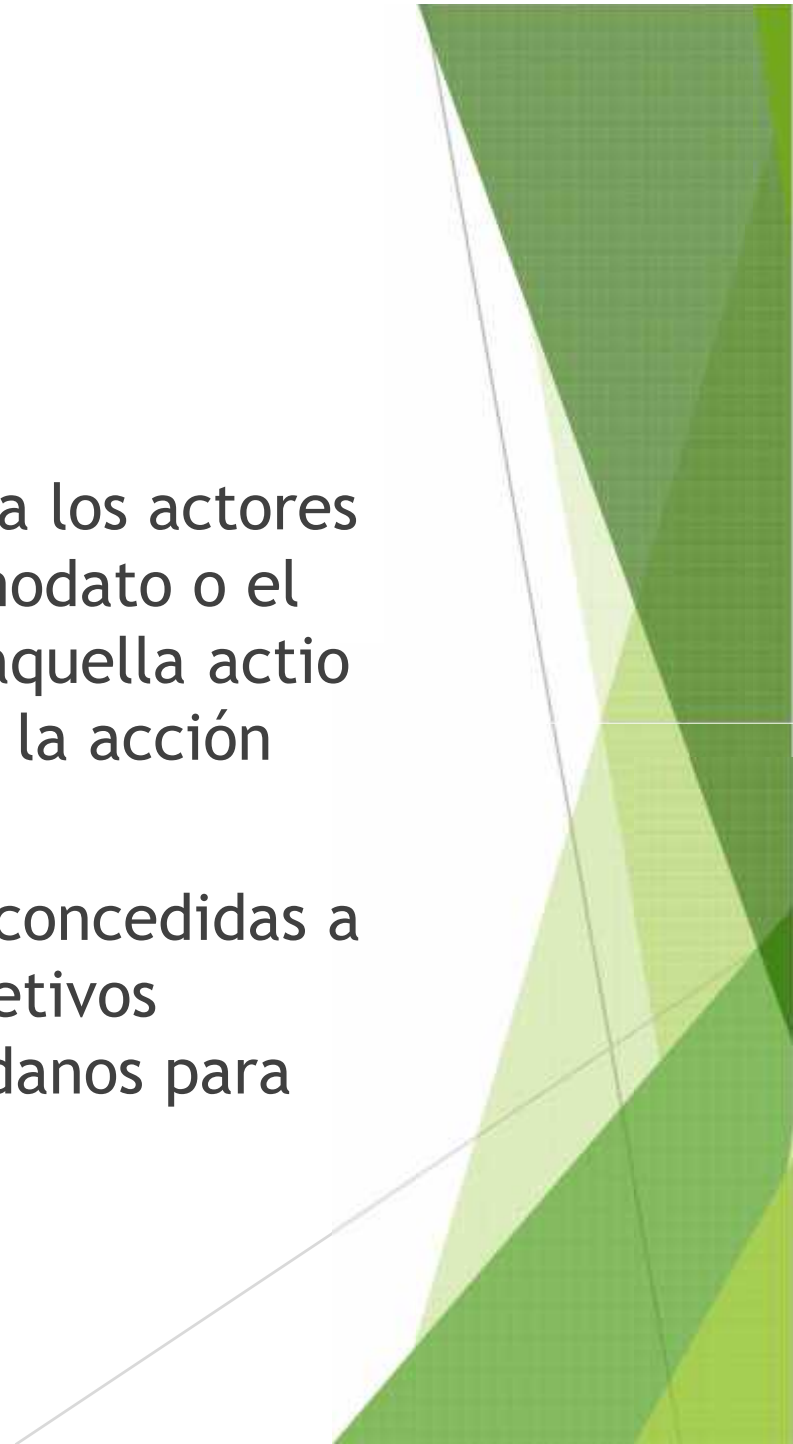 a los actores
nodato o el
aquella actio
la acción
concedidas a
etivos
danos para